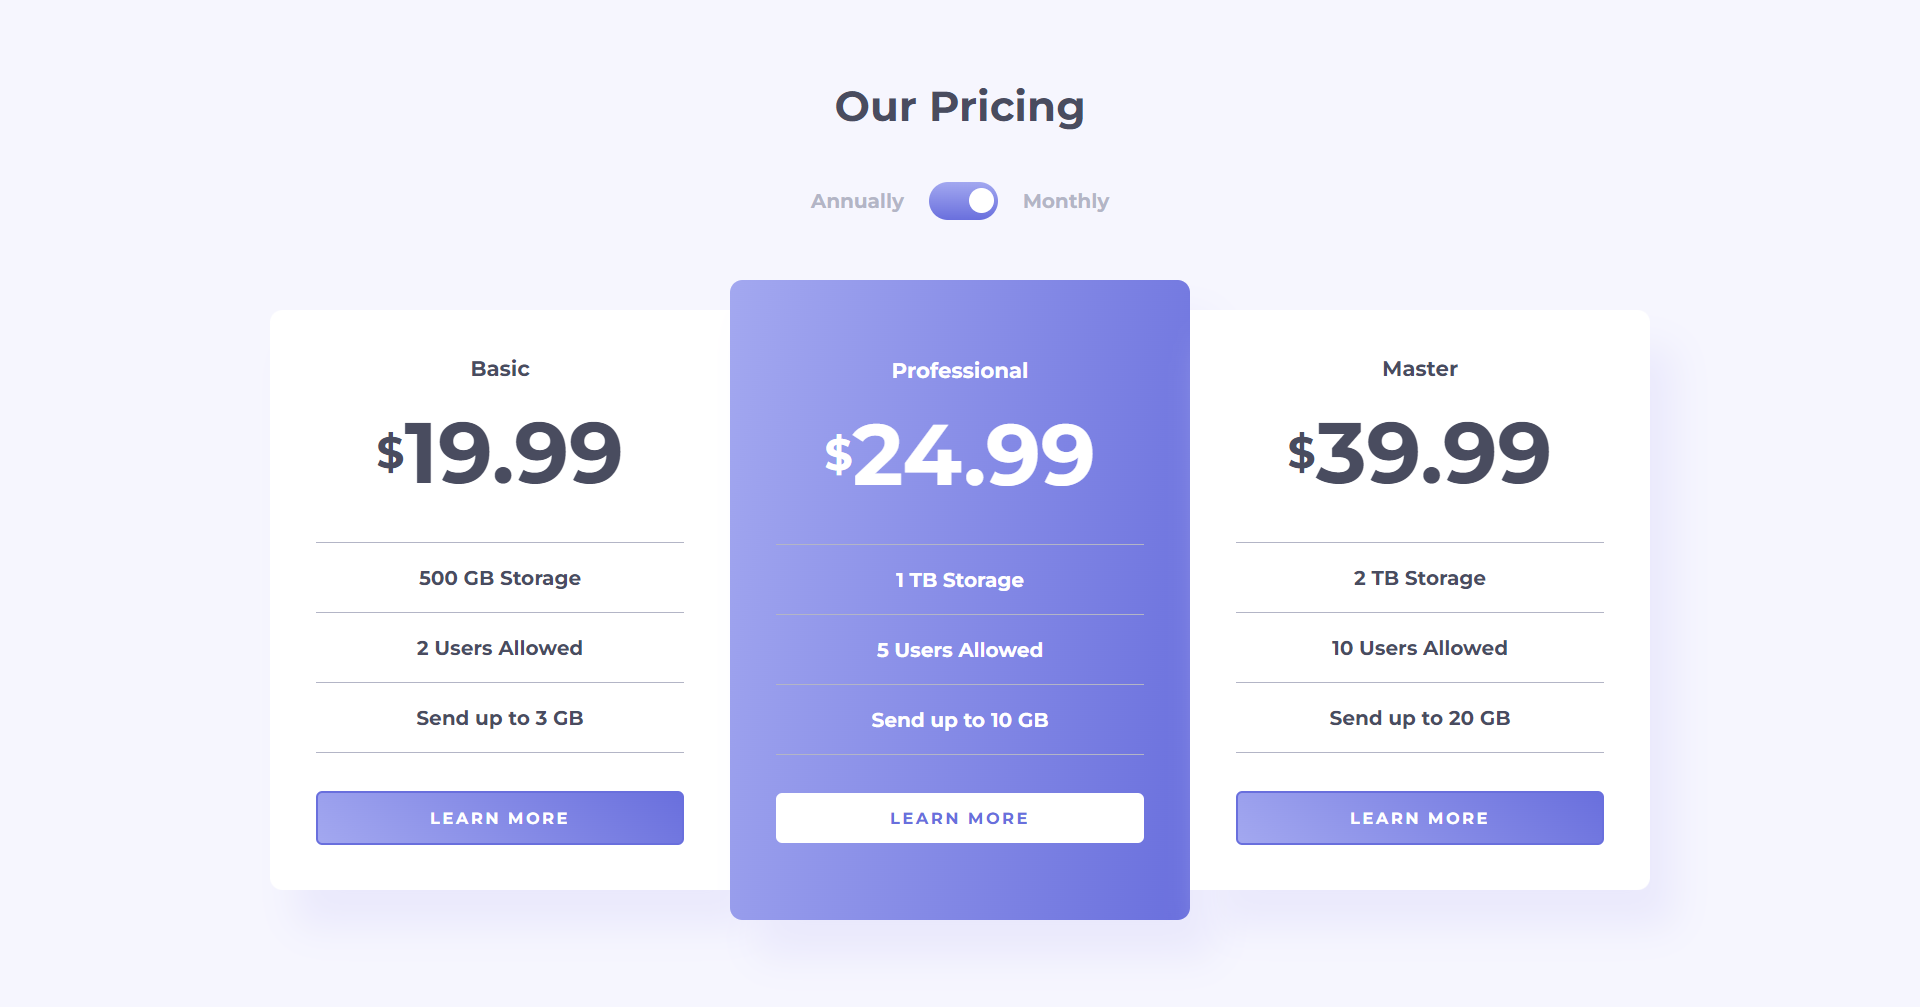 Our Pricing
Annually Monthly
Basic
$19.99
500 GB Storage
2 Users Allowed
Send up to 3 GB
LEARN MORE
Professional
$24.99
1 TB Storage
5 Users Allowed
Send up to 10 GB
LEARN MORE
Master
$39.99
2 TB Storage
10 Users Allowed
Send up to 20 GB
LEARN MORE